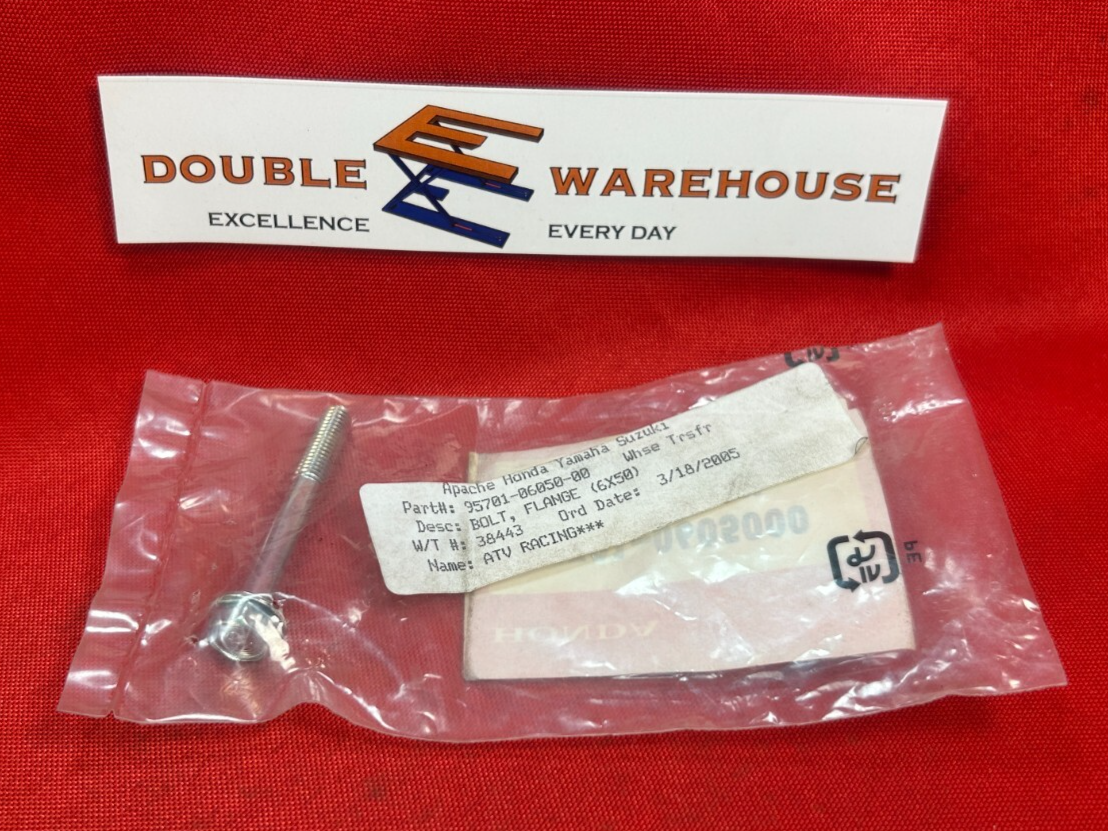 DOUBLE WAREHOUSE
EXCELLENCE EVERY DAY
Apache Honda Yamaha Suzuki
Part#: 95701-06050-00 Whse Trsfr
Desc: BOLT, FLANGE (6X50)
W/T #: 38443 Ord Date: 3/18/2005
Name: ATV RACING***
HONDA
PE